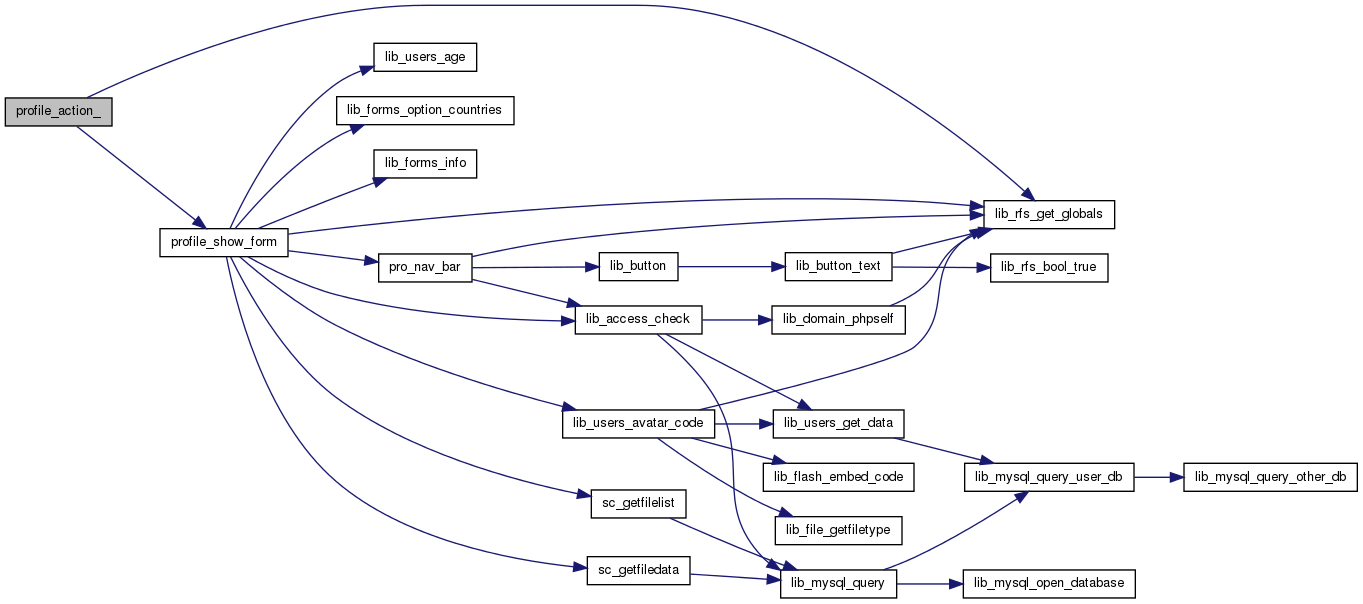 profile_action_
profile_show_form
lib_users_age
lib_forms_option_countries
lib_forms_info
pro_nav_bar
lib_button
lib_button_text
lib_rfs_get_globals
lib_rfs_bool_true
lib_access_check
lib_domain_phpself
lib_users_avatar_code
lib_users_get_data
lib_flash_embed_code
lib_file_getfiletype
sc_getfilelist
sc_getfiledata
lib_mysql_query
lib_mysql_query_user_db
lib_mysql_query_other_db
lib_mysql_open_database